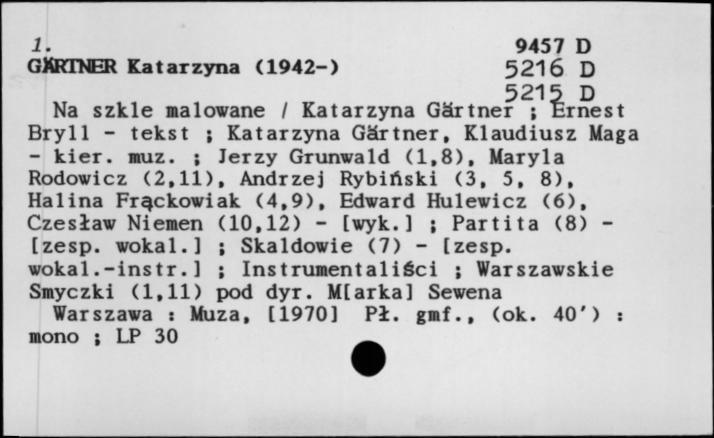 1. 9457 D
GÄRTNER Katarzyna (1942-) 5216 D
5215 D
Na szkle malowane / Katarzyna Gärtner ; Ernest
Bryll - tekst ; Katarzyna Gärtner, Klaudiusz Maga
- kier. muz. ; Jerzy Grunwald (1,8), Maryla
Rodowicz (2,11), Andrzej Rybiński (3, 5, 8),
Halina Frąckowiak (4,9), Edward Hulewicz (6),
Czesław Niemen (10,12) - [wyk.] ; Partita (8) -
[zesp. wokal.] ; Skaldowie (7) - [zesp.
wokal.-instr.] ; Instrumentaliści ; Warszawskie
Smyczki (1,11) pod dyr. M[arka] Sewena
Warszawa : Muza, [1970] Pł. gmf., (ok. 40') :
mono ; LP 30